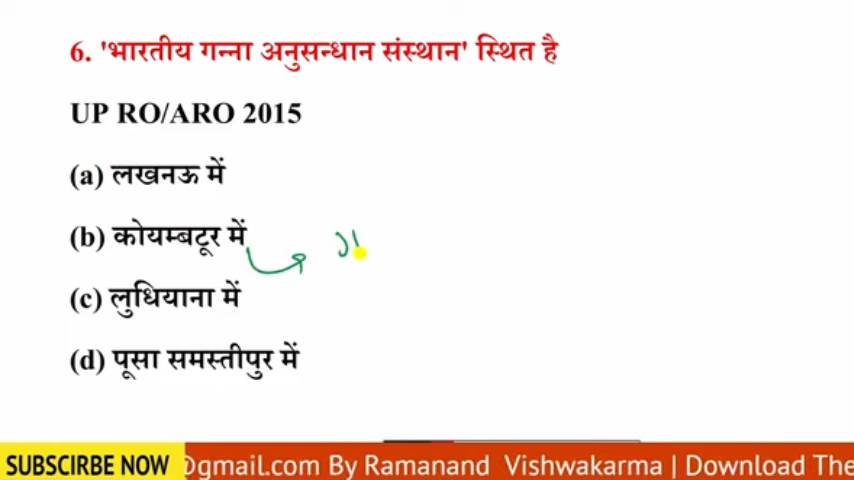 6. 'भारतीय गन्ना अनुसन्धान संस्थान' स्थित है
UP RO/ARO 2015
(a) लखनऊ में
(b) कोयम्बटूर में
(c) लुधियाना में
(d) पूसा समस्तीपुर में
SUBSCIRBE NOW @gmail.com By Ramanand Vishwakarma | Download The